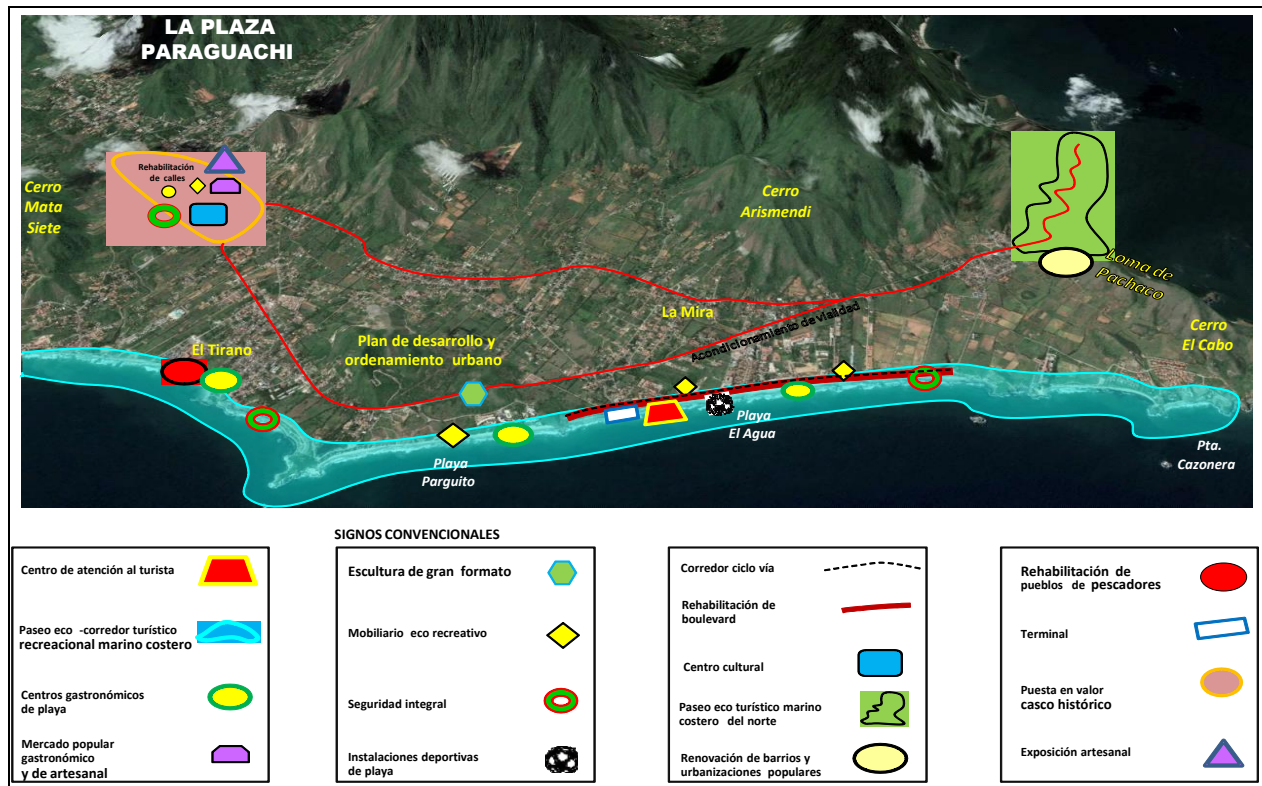 LA PLAZA
PARAGUACHI
Rehabilitación
de calles
Cerro
Mata
Siete
Cerro
Arismendi
Loma de
Pachaco
La Mira
Acondicionamiento de vialidad
Cerro
El Cabo
El Tirano
Plan de desarrollo y
ordenamiento urbano
Playa
El Agua
Playa
Parguito
Pta.
Cazonera
SIGNOS CONVENCIONALES
Centro de atención al turista
Paseo eco -corredor turístico
recreacional marino costero
Centros gastronómicos
de playa
Mercado popular
gastronómico
y de artesanal
Escultura de gran formato
Mobiliario eco recreativo
Seguridad integral
Instalaciones deportivas
de playa
Corredor ciclo vía
Rehabilitación de
boulevard
Centro cultural
Paseo eco turístico marino
costero del norte
Renovación de barrios y
urbanizaciones populares
Rehabilitación de
pueblos de pescadores
Terminal
Puesta en valor
casco histórico
Exposición artesanal